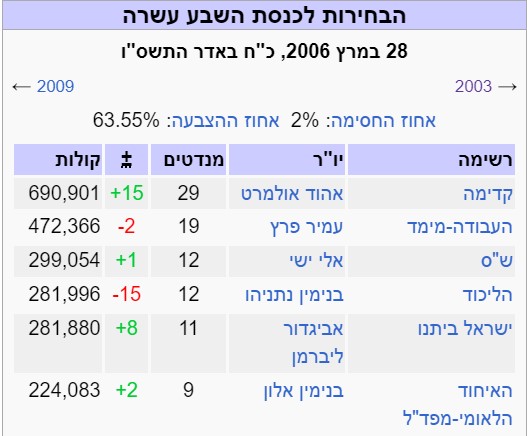 הבחירות לכנסת השבע עשרה
28 במרץ 2006, כ"ח באדר התשס"ו
→ 2003 2009 ←
אחוז החסימה: 2% אחוז ההצבעה: 63.55%
רשימה יו"ר מנדטים ± קולות
קדימה אהוד אולמרט 29 +15 690,901
העבודה-מימד עמיר פרץ 19 -2 472,366
ש"ס אלי ישי 12 +1 299,054
הליכוד בנימין נתניהו 12 -15 281,996
ישראל ביתנו אביגדור 11 +8 281,880
ליברמן
האיחוד בנימין אלון 9 +2 224,083
הלאומי-מפד"ל